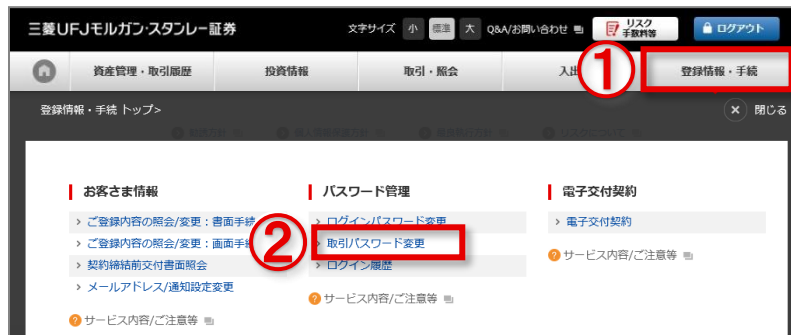 三菱UFJモルガン・スタンレー証券 文字サイズ 小 標準 大 Q&A/お問い合わせ リスク手数料等 ログアウト
資産管理・取引履歴 投資情報 取引・照会 入出 ① 登録情報・手続
登録情報・手続 トップ> × 閉じる
お客さま情報 パスワード管理 電子交付契約
> ご登録内容の照会/変更：書面手続 > ログインパスワード変更 > 電子交付契約
> ご登録内容の照会/変更：画面手続 ② > 取引パスワード変更 ? サービス内容/ご注意等
> 契約締結前交付書面照会 > ログイン履歴
> メールアドレス/通知設定変更 ? サービス内容/ご注意等
? サービス内容/ご注意等